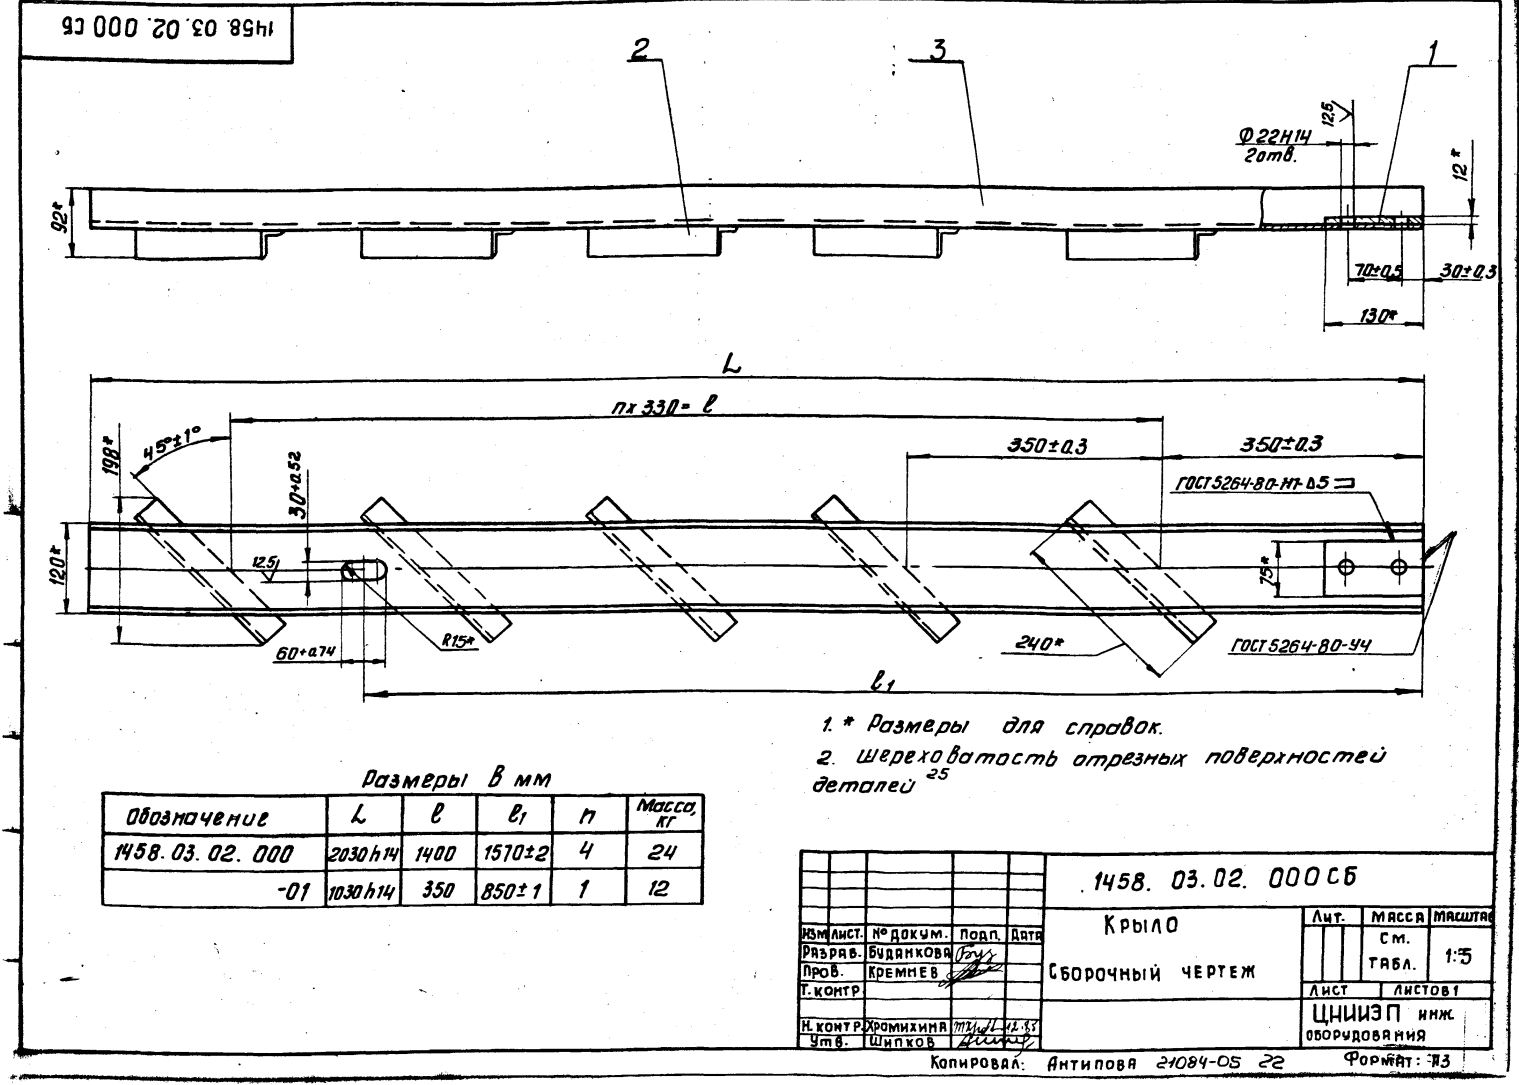 1458. 03. 02. 000 СБ
2
3
1
Ф22Н14
2отв.
12,5
12*
92*
70±0,5
30±0.3
130*
L
n×330= ℓ
45°±1°
198*
350±0.3
350±0.3
30+0.52
ГОСТ 5264-80-Н1-Δ5
120*
12.5
75*
60+0.74
R15*
240*
ГОСТ 5264-80-У4
ℓ1
1. * Размеры для справок.
2. Шереховатость отрезных поверхностей
деталей 25
Размеры в мм
Обозначение L ℓ ℓ1 n Масса, кг
1458. 03. 02. 000 2030h14 1400 1570±2 4 24
-01 1030h14 350 850±1 1 12
1458. 03. 02. 000 СБ
Крыло
Сборочный чертеж
Лит. Масса Масштаб
См. табл. 1:5
Лист Листов 1
ЦНИИЭП инж.
оборудования
Изм Лист. № докум. Подп. Дата
Разраб. Буданкова
Пров. Кремнев
Т.контр
Н.контр. Хромихина 12.83
Утв. Шипков
Копировал: Антипова 21084-05 22 Формат: А3